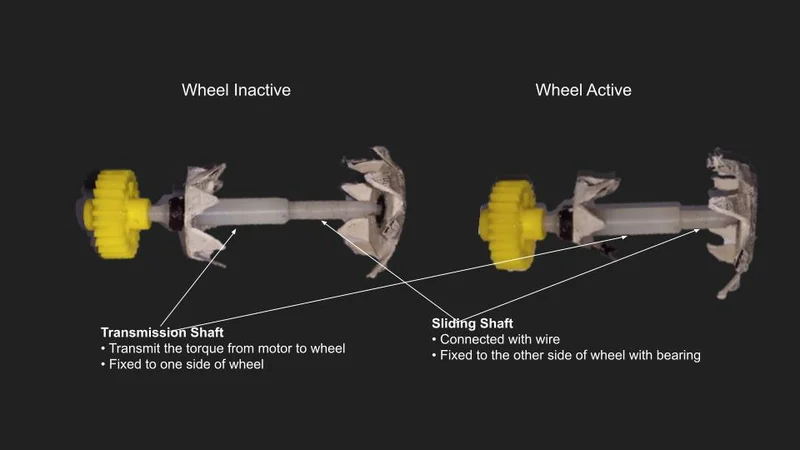 Wheel Inactive
Wheel Active
Transmission Shaft
• Transmit the torque from motor to wheel
• Fixed to one side of wheel
Sliding Shaft
• Connected with wire
• Fixed to the other side of wheel with bearing